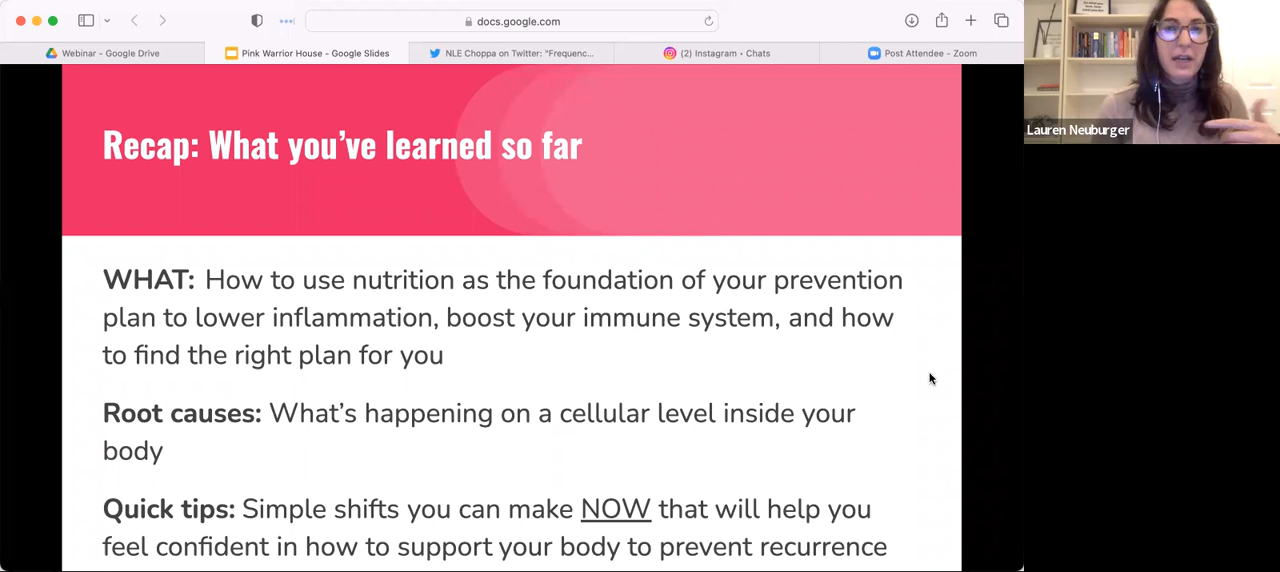 docs.google.com
Webinar – Google Drive
Pink Warrior House - Google Slides
NLE Choppa on Twitter: "Frequenc...
(2) Instagram • Chats
Post Attendee - Zoom
Lauren Neuburger
Recap: What you’ve learned so far
WHAT: How to use nutrition as the foundation of your prevention
plan to lower inflammation, boost your immune system, and how
to find the right plan for you
Root causes: What’s happening on a cellular level inside your
body
Quick tips: Simple shifts you can make NOW that will help you
feel confident in how to support your body to prevent recurrence